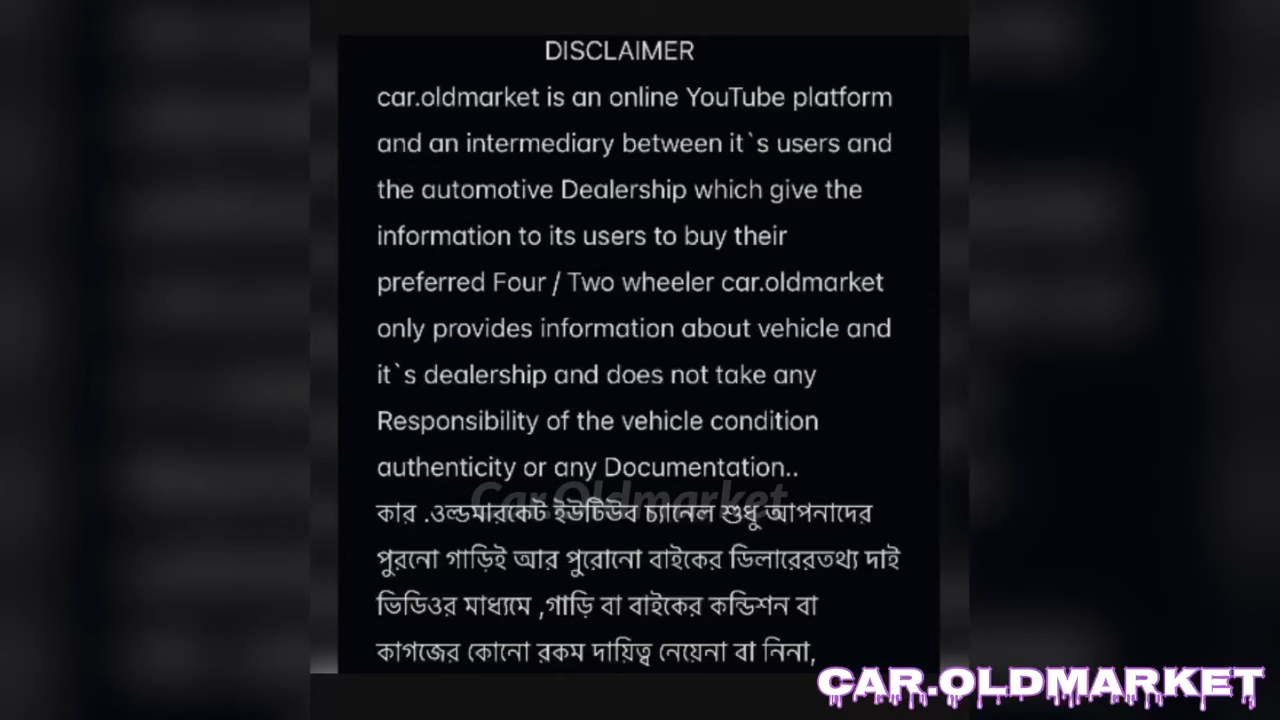 DISCLAIMER
car.oldmarket is an online YouTube platform
and an intermediary between it`s users and
the automotive Dealership which give the
information to its users to buy their
preferred Four / Two wheeler car.oldmarket
only provides information about vehicle and
it`s dealership and does not take any
Responsibility of the vehicle condition
authenticity or any Documentation..
Car.Oldmarket
কার .ওল্ডমারকেট ইউটিউব চ্যানেল শুধু আপনাদের
পুরনো গাড়িই আর পুরোনো বাইকের ডিলারেরতথ্য দাই
ভিডিওর মাধ্যমে ,গাড়ি বা বাইকের কন্ডিশন বা
কাগজের কোনো রকম দায়িত্ব নেয়েনা বা নিনা,
CAR.OLDMARKET